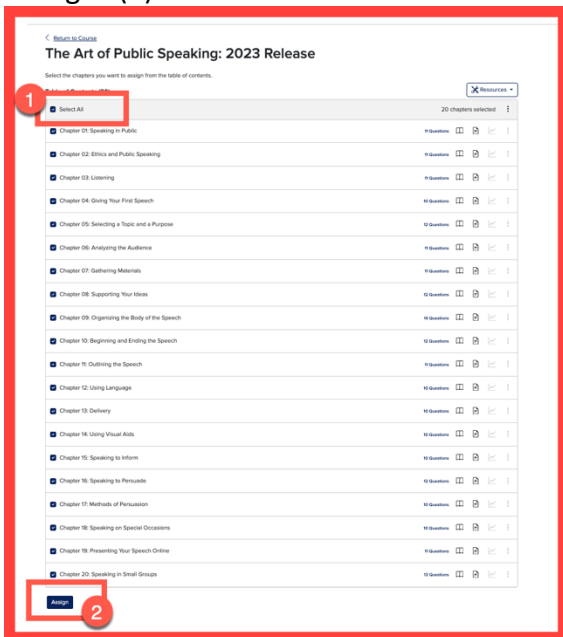 Return to Course
The Art of Public Speaking: 2023 Release
Select the chapters you want to assign from the table of contents.
Resources
1
Select All 20 chapters selected
Chapter 01: Speaking in Public 11 Questions
Chapter 02: Ethics and Public Speaking 11 Questions
Chapter 03: Listening 11 Questions
Chapter 04: Giving Your First Speech 10 Questions
Chapter 05: Selecting a Topic and a Purpose 12 Questions
Chapter 06: Analyzing the Audience 11 Questions
Chapter 07: Gathering Materials 11 Questions
Chapter 08: Supporting Your Ideas 12 Questions
Chapter 09: Organizing the Body of the Speech Questions
Chapter 10: Beginning and Ending the Speech 12 Questions
Chapter 11: Outlining the Speech 11 Questions
Chapter 12: Using Language 10 Questions
Chapter 13: Delivery 10 Questions
Chapter 14: Using Visual Aids 10 Questions
Chapter 15: Speaking to Inform 10 Questions
Chapter 16: Speaking to Persuade 12 Questions
Chapter 17: Methods of Persuasion 10 Questions
Chapter 18: Speaking on Special Occasions 10 Questions
Chapter 19: Presenting Your Speech Online 11 Questions
Chapter 20: Speaking in Small Groups Questions
Assign
2